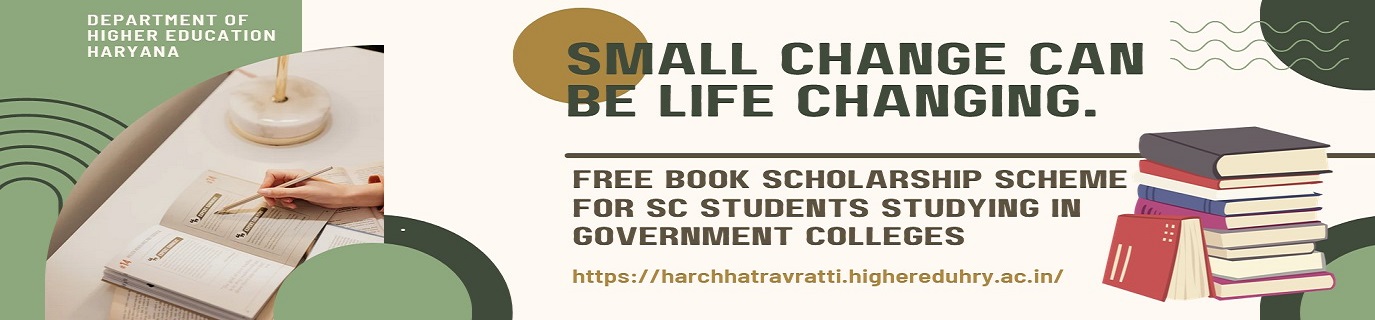 DEPARTMENT OF
HIGHER EDUCATION
HARYANA
SMALL CHANGE CAN
BE LIFE CHANGING.
FREE BOOK SCHOLARSHIP SCHEME
FOR SC STUDENTS STUDYING IN
GOVERNMENT COLLEGES
https://harchhatravratti.highereduhry.ac.in/